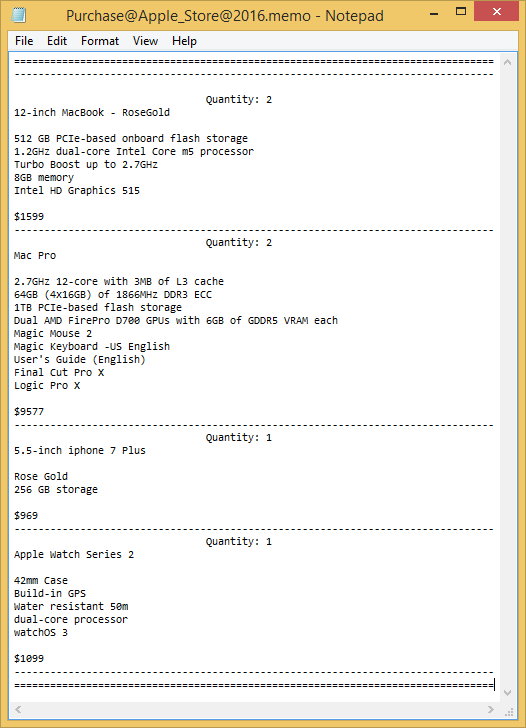 Purchase@Apple_Store@2016.memo - Notepad
File Edit Format View Help
================================================================================
--------------------------------------------------------------------------------
Quantity: 2
12-inch MacBook - RoseGold
512 GB PCIe-based onboard flash storage
1.2GHz dual-core Intel Core m5 processor
Turbo Boost up to 2.7GHz
8GB memory
Intel HD Graphics 515
$1599
--------------------------------------------------------------------------------
Quantity: 2
Mac Pro
2.7GHz 12-core with 3MB of L3 cache
64GB (4x16GB) of 1866MHz DDR3 ECC
1TB PCIe-based flash storage
Dual AMD FirePro D700 GPUs with 6GB of GDDR5 VRAM each
Magic Mouse 2
Magic Keyboard -US English
User's Guide (English)
Final Cut Pro X
Logic Pro X
$9577
--------------------------------------------------------------------------------
Quantity: 1
5.5-inch iphone 7 Plus
Rose Gold
256 GB storage
$969
--------------------------------------------------------------------------------
Quantity: 1
Apple Watch Series 2
42mm Case
Build-in GPS
Water resistant 50m
dual-core processor
watchOS 3
$1099
--------------------------------------------------------------------------------
================================================================================